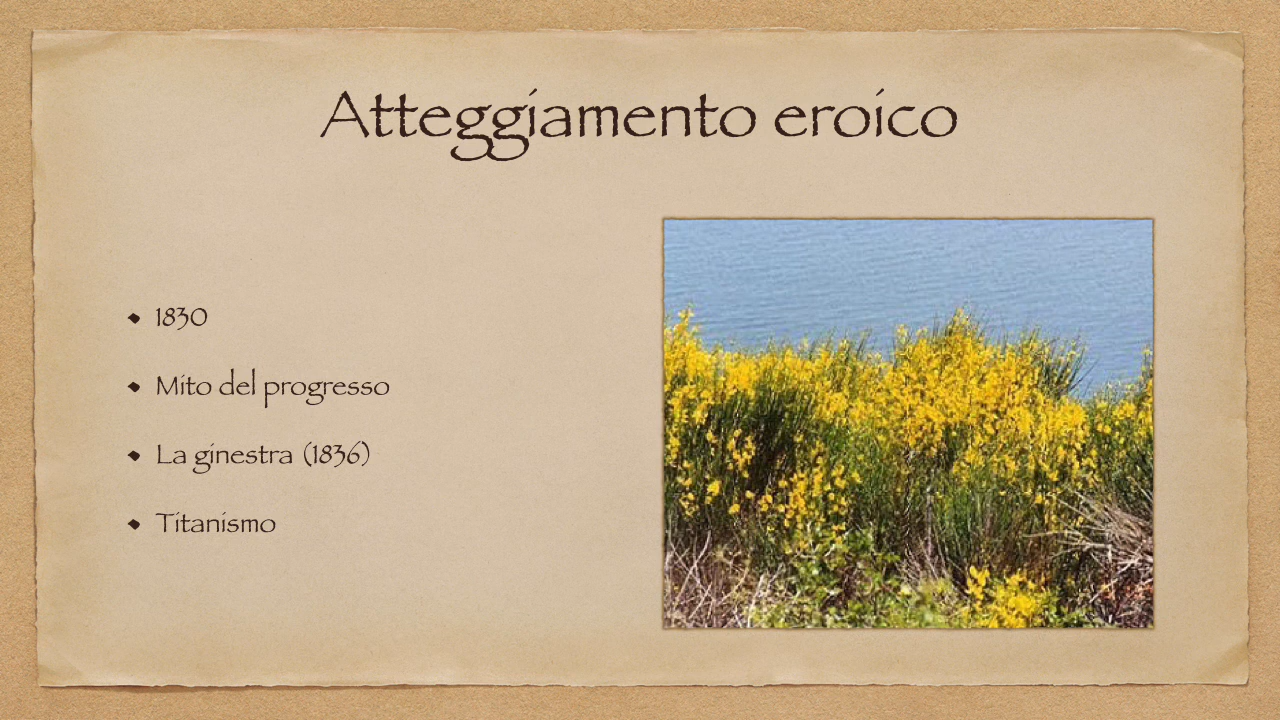 Atteggiamento eroico
1830
Mito del progresso
La ginestra (1836)
Titanismo